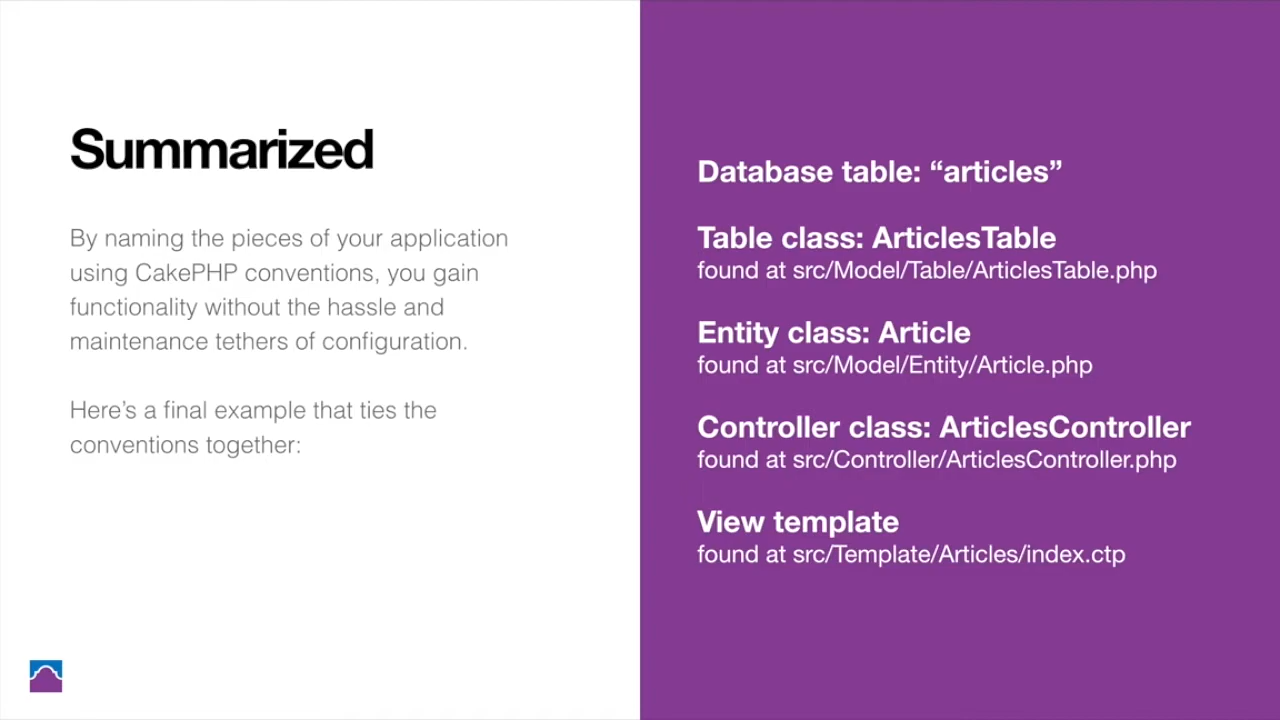 Summarized
By naming the pieces of your application
using CakePHP conventions, you gain
functionality without the hassle and
maintenance tethers of configuration.
Here’s a final example that ties the
conventions together:
Database table: “articles”
Table class: ArticlesTable
found at src/Model/Table/ArticlesTable.php
Entity class: Article
found at src/Model/Entity/Article.php
Controller class: ArticlesController
found at src/Controller/ArticlesController.php
View template
found at src/Template/Articles/index.ctp